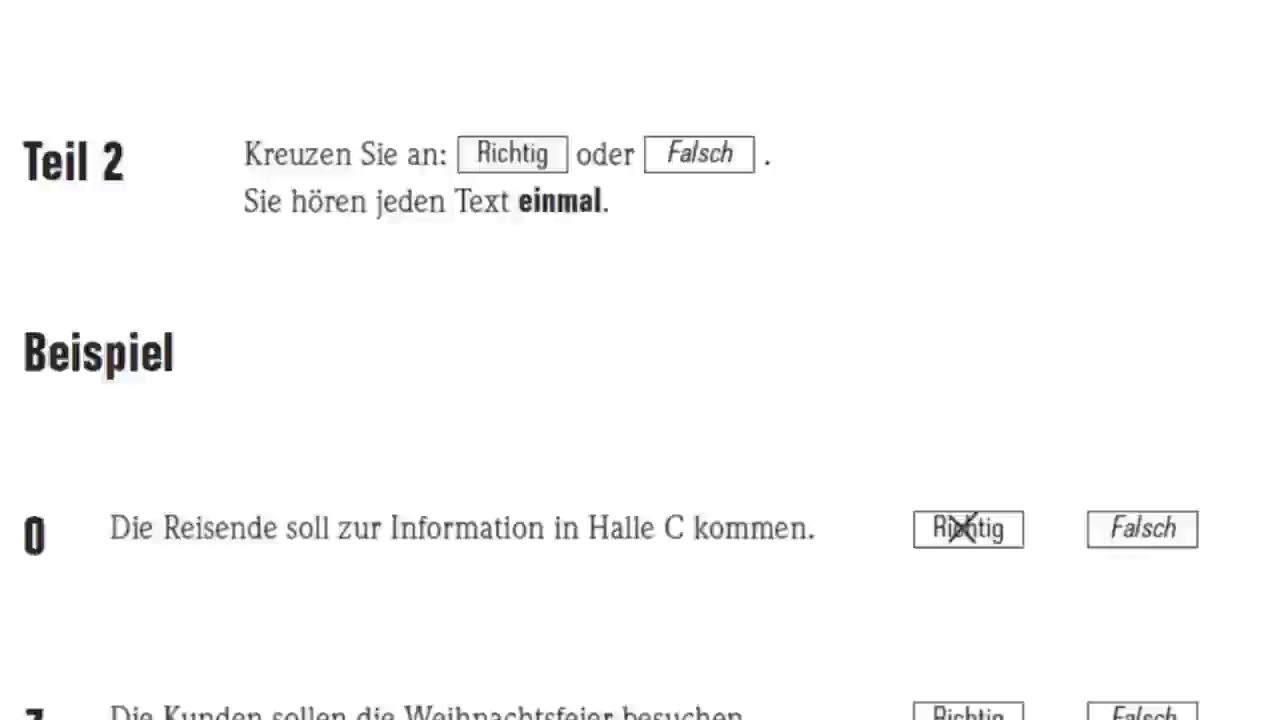 Teil 2
Kreuzen Sie an: Richtig oder Falsch .
Sie hören jeden Text einmal.
Beispiel
0 Die Reisende soll zur Information in Halle C kommen. Richtig Falsch
7 Die Kunden sollen die Weihnachtsfeier besuchen. Richtig Falsch